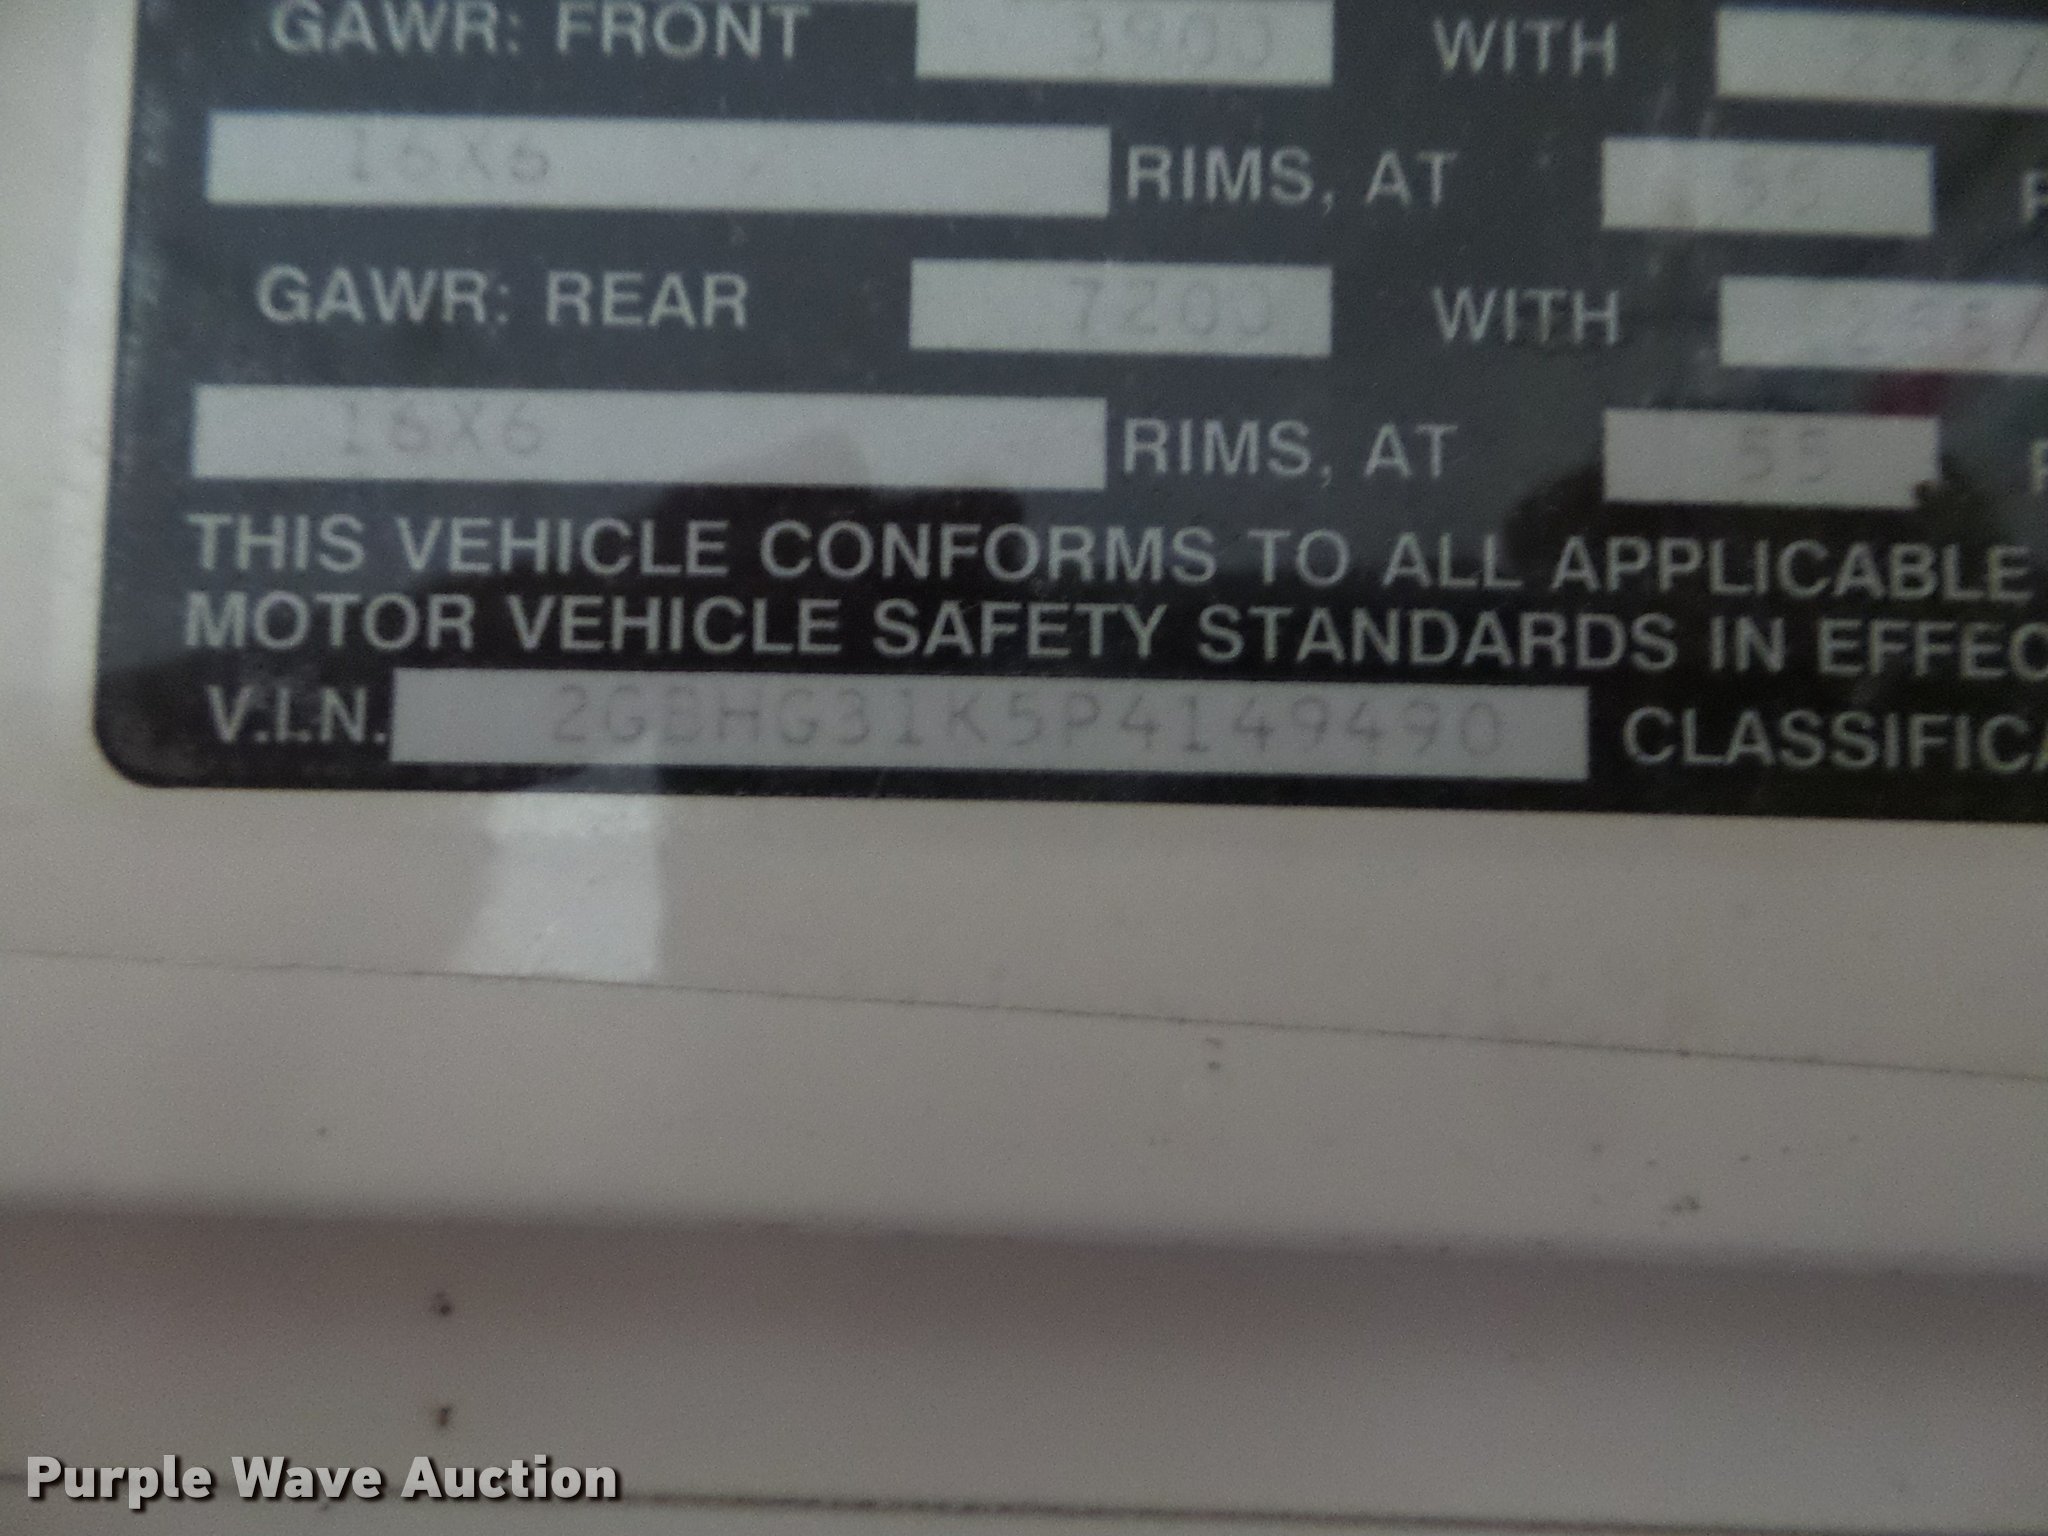 GAWR: FRONT 3900 WITH
16X6 RIMS, AT 55
GAWR: REAR 7200 WITH
16X6 RIMS, AT 55
THIS VEHICLE CONFORMS TO ALL APPLICABLE
MOTOR VEHICLE SAFETY STANDARDS IN EFFEC
V.I.N. 2GBHG31K5P4149490 CLASSIFICA
Purple Wave Auction